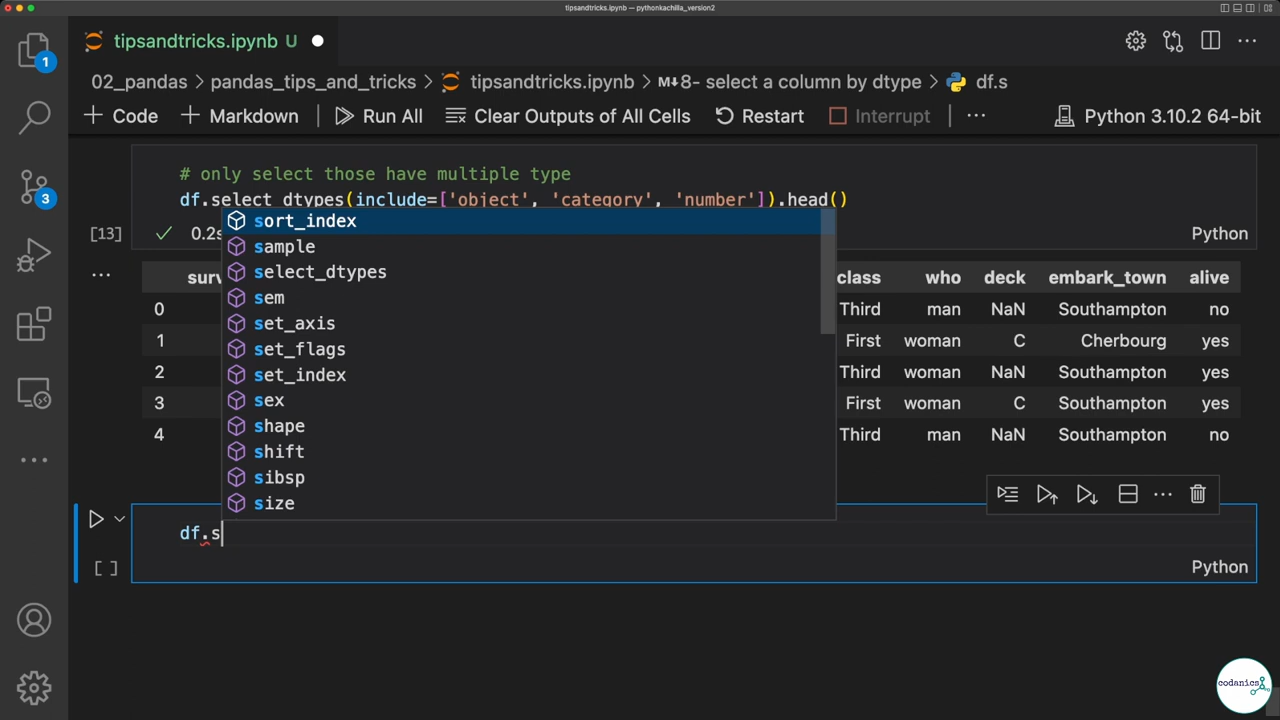 tipsandtricks.ipynb — pythonkachilla_version2
tipsandtricks.ipynb U
02_pandas > pandas_tips_and_tricks > tipsandtricks.ipynb > M↓8- select a column by dtype > df.s
+ Code + Markdown Run All Clear Outputs of All Cells Restart Interrupt ... Python 3.10.2 64-bit
1
3
# only select those have multiple type
df.select_dtypes(include=['object', 'category', 'number']).head()
[13] 0.2s Python
sort_index
sample
select_dtypes
sem
set_axis
set_flags
set_index
sex
shape
shift
sibsp
size
... surv class who deck embark_town alive
0 Third man NaN Southampton no
1 First woman C Cherbourg yes
2 Third woman NaN Southampton yes
3 First woman C Southampton yes
4 Third man NaN Southampton no
df.s
[ ] Python
codanics